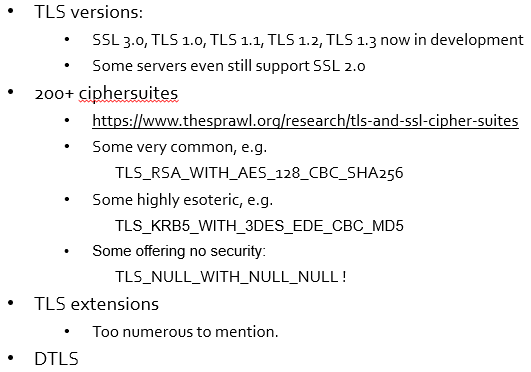 • TLS versions:
• SSL 3.0, TLS 1.0, TLS 1.1, TLS 1.2, TLS 1.3 now in development
• Some servers even still support SSL 2.0
• 200+ ciphersuites
• https://www.thesprawl.org/research/tls-and-ssl-cipher-suites
• Some very common, e.g.
TLS_RSA_WITH_AES_128_CBC_SHA256
• Some highly esoteric, e.g.
TLS_KRB5_WITH_3DES_EDE_CBC_MD5
• Some offering no security:
TLS_NULL_WITH_NULL_NULL !
• TLS extensions
• Too numerous to mention.
• DTLS